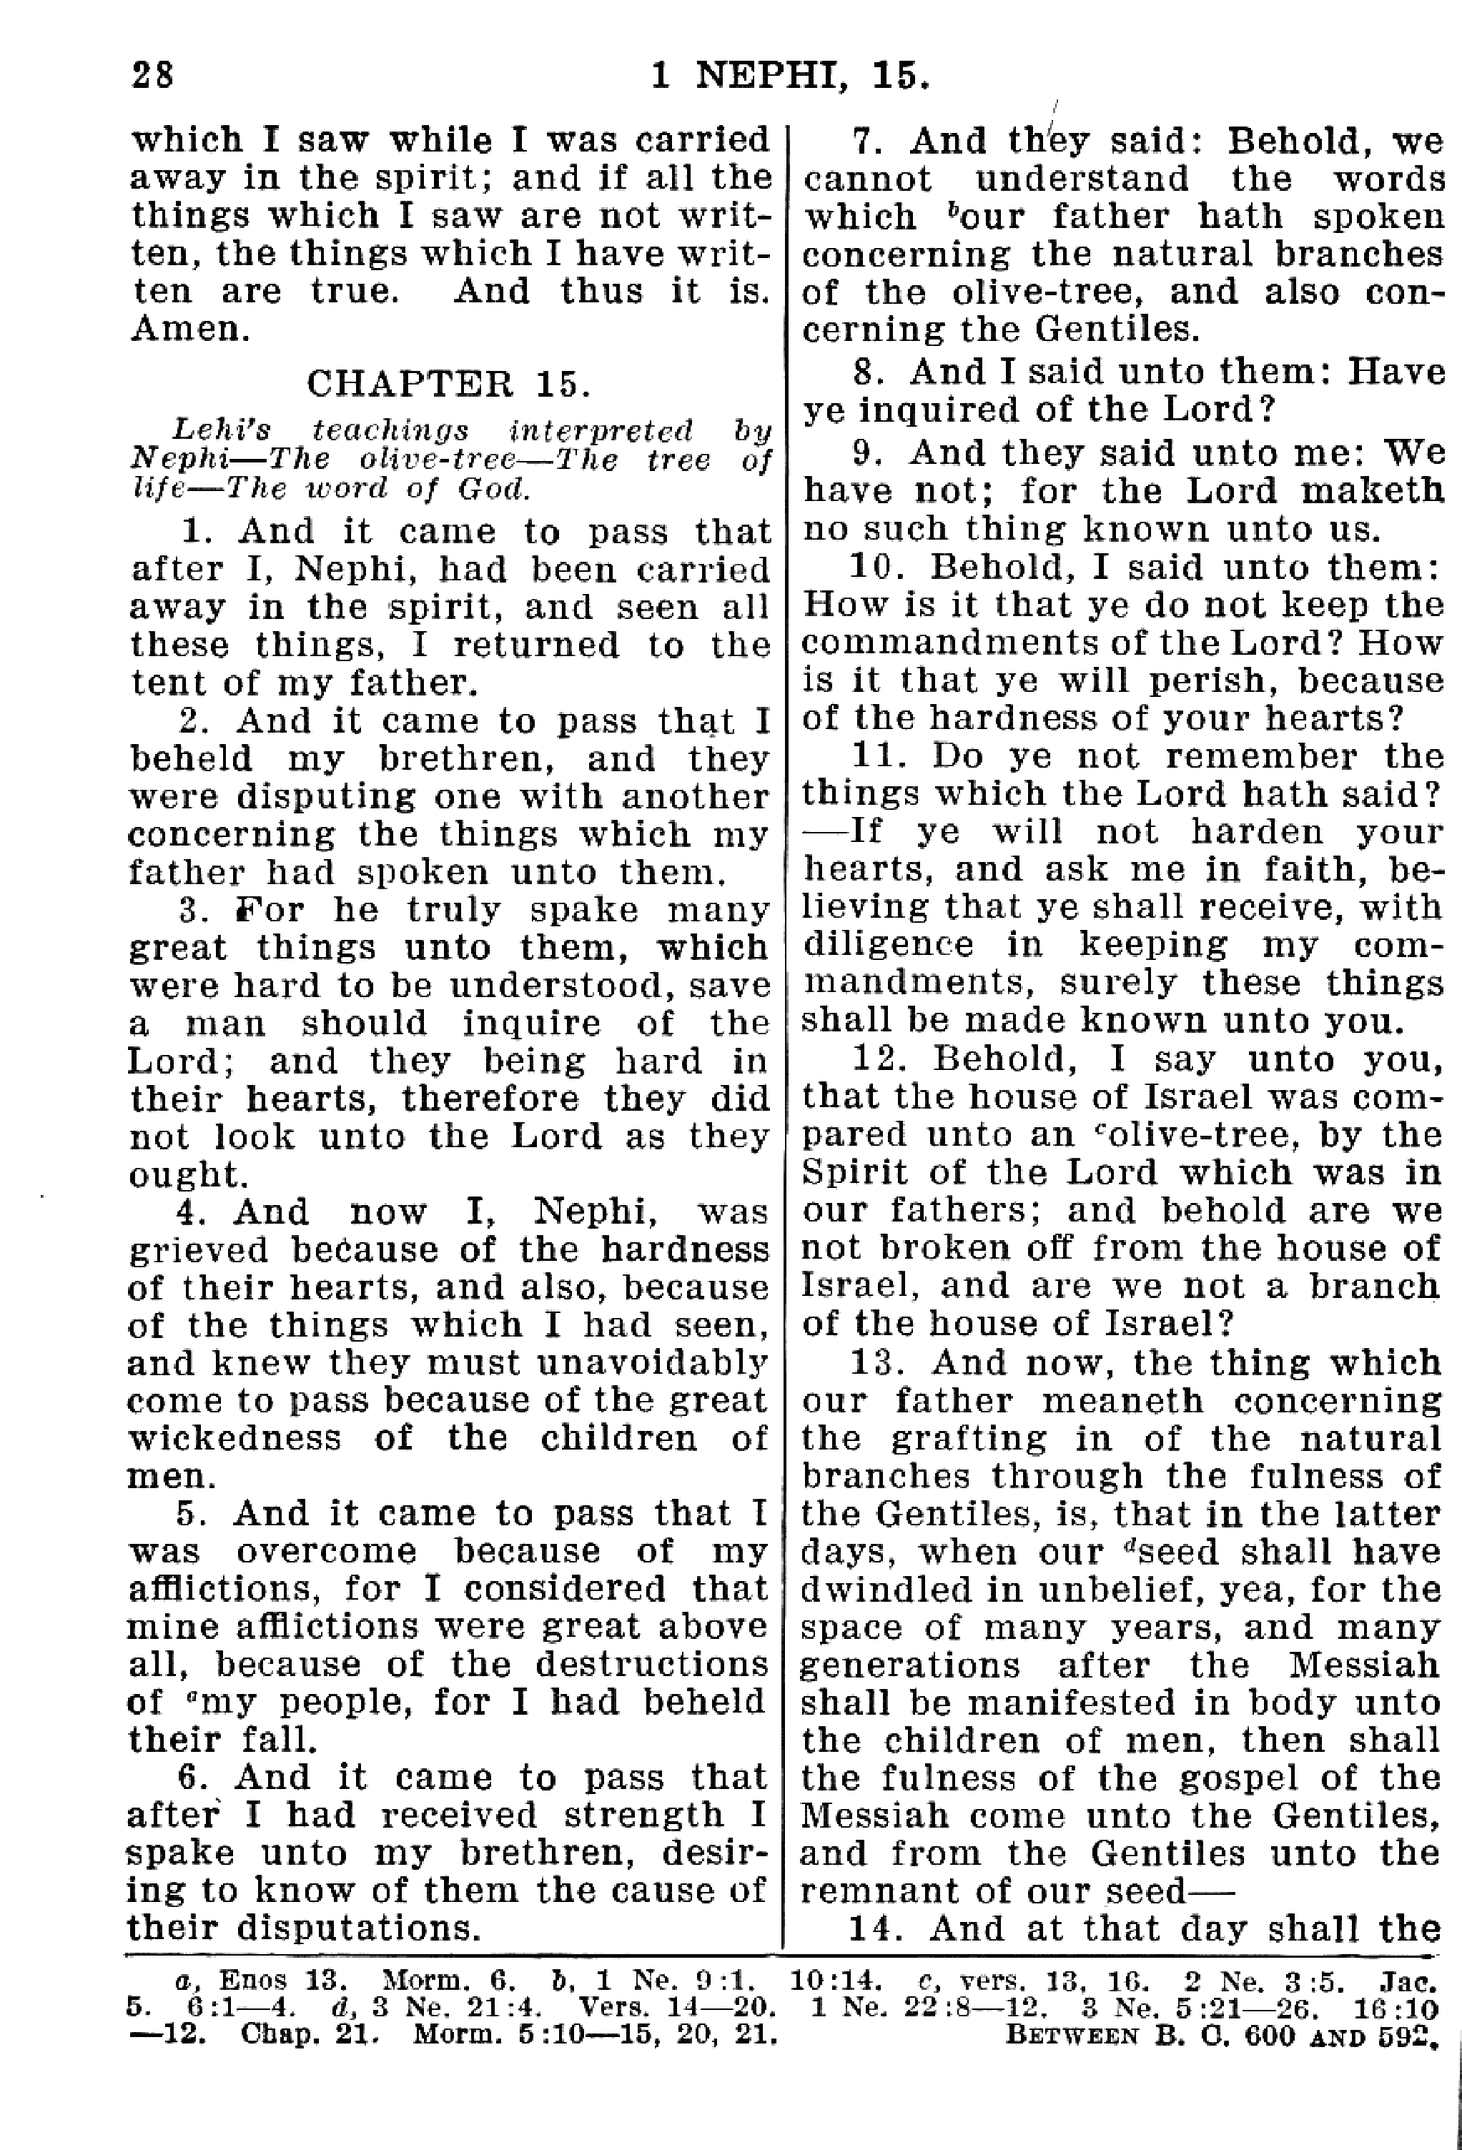 28
1 NEPHI, 15.
which I saw while I was carried
away in the spirit; and if all the
things which I saw are not writ-
ten, the things which I have writ-
ten are true. And thus it is.
Amen.
CHAPTER 15.
Lehi's teachings interpreted by
Nephi—The olive-tree—The tree of
life—The word of God.
1. And it came to pass that
after I, Nephi, had been carried
away in the spirit, and seen all
these things, I returned to the
tent of my father.
2. And it came to pass that I
beheld my brethren, and they
were disputing one with another
concerning the things which my
father had spoken unto them.
3. For he truly spake many
great things unto them, which
were hard to be understood, save
a man should inquire of the
Lord; and they being hard in
their hearts, therefore they did
not look unto the Lord as they
ought.
4. And now I, Nephi, was
grieved because of the hardness
of their hearts, and also, because
of the things which I had seen,
and knew they must unavoidably
come to pass because of the great
wickedness of the children of
men.
5. And it came to pass that I
was overcome because of my
afflictions, for I considered that
mine afflictions were great above
all, because of the destructions
of ᵃmy people, for I had beheld
their fall.
6. And it came to pass that
after I had received strength I
spake unto my brethren, desir-
ing to know of them the cause of
their disputations.
7. And they said: Behold, we
cannot understand the words
which ᵇour father hath spoken
concerning the natural branches
of the olive-tree, and also con-
cerning the Gentiles.
8. And I said unto them: Have
ye inquired of the Lord?
9. And they said unto me: We
have not; for the Lord maketh
no such thing known unto us.
10. Behold, I said unto them:
How is it that ye do not keep the
commandments of the Lord? How
is it that ye will perish, because
of the hardness of your hearts?
11. Do ye not remember the
things which the Lord hath said?
—If ye will not harden your
hearts, and ask me in faith, be-
lieving that ye shall receive, with
diligence in keeping my com-
mandments, surely these things
shall be made known unto you.
12. Behold, I say unto you,
that the house of Israel was com-
pared unto an ᶜolive-tree, by the
Spirit of the Lord which was in
our fathers; and behold are we
not broken off from the house of
Israel, and are we not a branch
of the house of Israel?
13. And now, the thing which
our father meaneth concerning
the grafting in of the natural
branches through the fulness of
the Gentiles, is, that in the latter
days, when our ᵈseed shall have
dwindled in unbelief, yea, for the
space of many years, and many
generations after the Messiah
shall be manifested in body unto
the children of men, then shall
the fulness of the gospel of the
Messiah come unto the Gentiles,
and from the Gentiles unto the
remnant of our seed—
14. And at that day shall the
a, Enos 13. Morm. 6. b, 1 Ne. 9:1. 10:14. c, vers. 13, 16. 2 Ne. 3:5. Jac.
5. 6:1—4. d, 3 Ne. 21:4. Vers. 14—20. 1 Ne. 22:8—12. 3 Ne. 5:21—26. 16:10
—12. Chap. 21. Morm. 5:10—15, 20, 21. BETWEEN B. C. 600 AND 592.